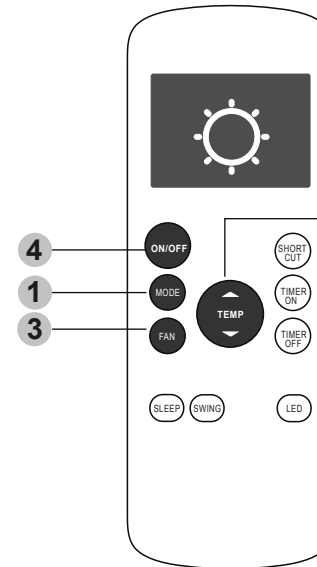 4
ON/OFF
SHORT
CUT
1
MODE
TEMP
TIMER
ON
3
FAN
TIMER
OFF
SLEEP
SWING
LED